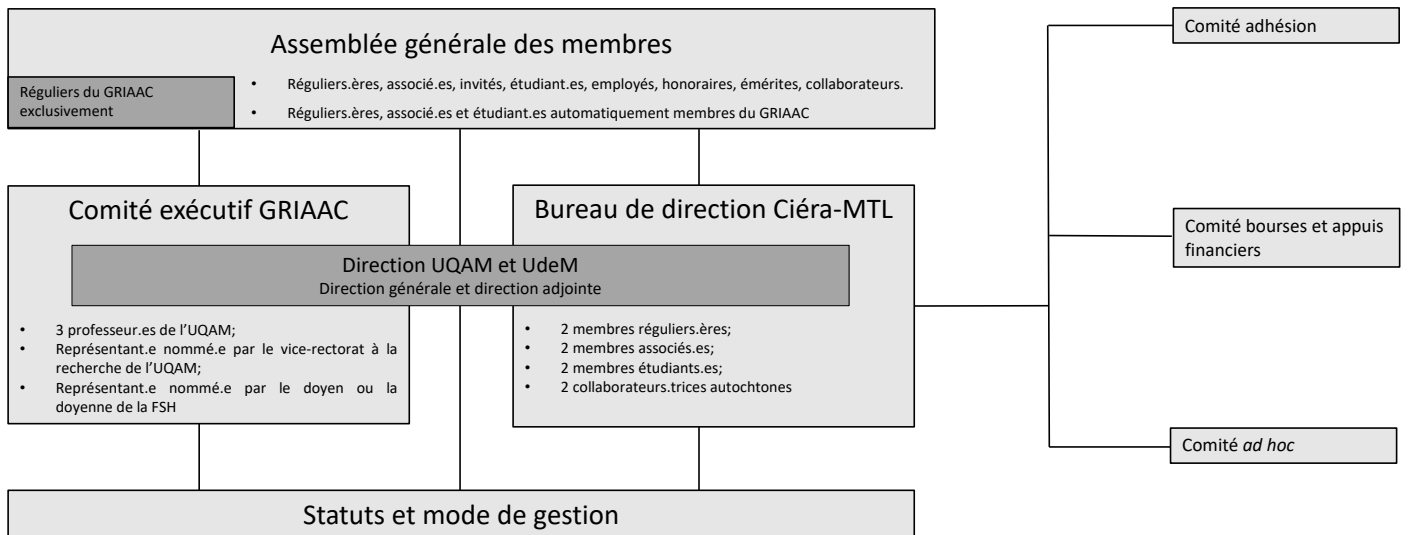 Assemblée générale des membres
Réguliers du GRIAAC
exclusivement
• Réguliers.ères, associé.es, invités, étudiant.es, employés, honoraires, émérites, collaborateurs.
• Réguliers.ères, associé.es et étudiant.es automatiquement membres du GRIAAC
Comité exécutif GRIAAC
Bureau de direction Ciéra-MTL
Direction UQAM et UdeM
Direction générale et direction adjointe
• 3 professeur.es de l’UQAM;
• Représentant.e nommé.e par le vice-rectorat à la
recherche de l’UQAM;
• Représentant.e nommé.e par le doyen ou la
doyenne de la FSH
• 2 membres réguliers.ères;
• 2 membres associés.es;
• 2 membres étudiants.es;
• 2 collaborateurs.trices autochtones
Statuts et mode de gestion
Comité adhésion
Comité bourses et appuis
financiers
Comité ad hoc